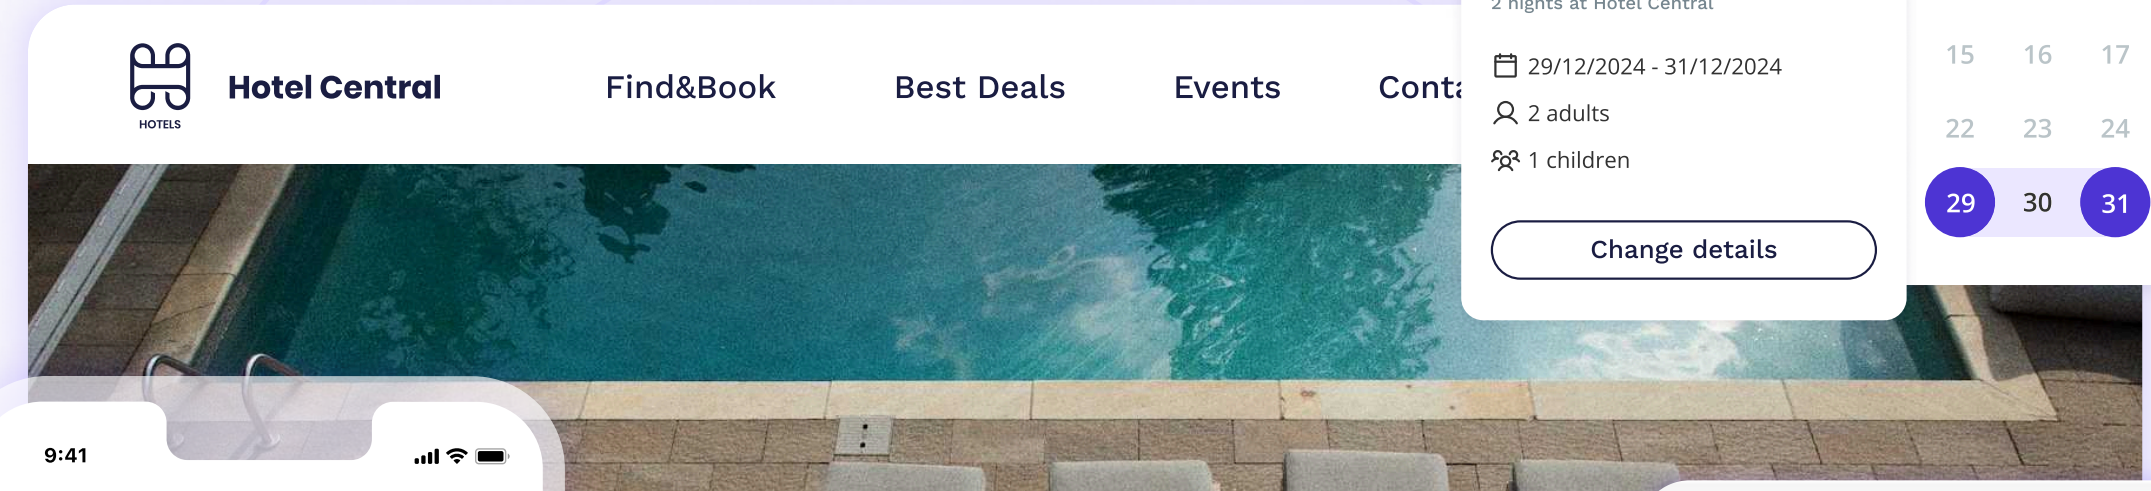 2 nights at Hotel Central
Hotel Central
HOTELS
Find&Book
Best Deals
Events
29/12/2024 - 31/12/2024
2 adults
1 children
Change details
15 16 17
22 23 24
29 30 31
9:41